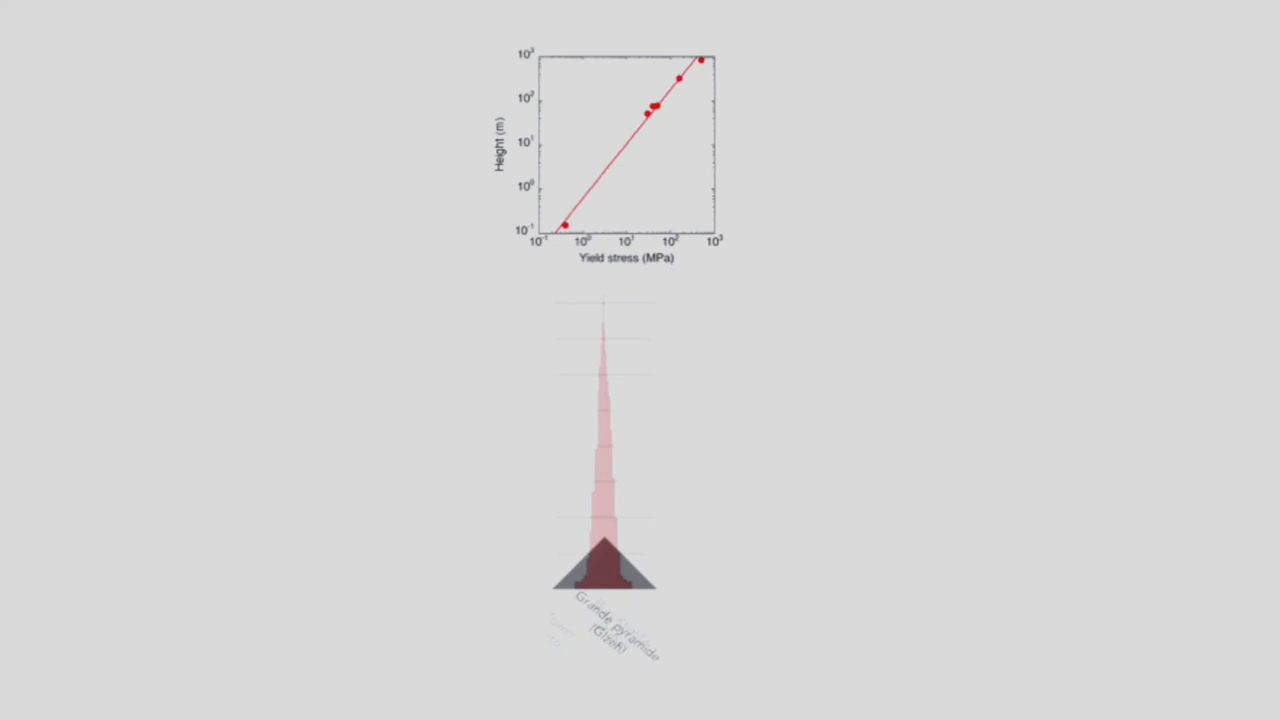 10³
10²
10¹
10⁰
10⁻¹
Height (m)
10⁻¹ 10⁰ 10¹ 10² 10³
Yield stress (MPa)
Grande pyramide
(Gizeh)